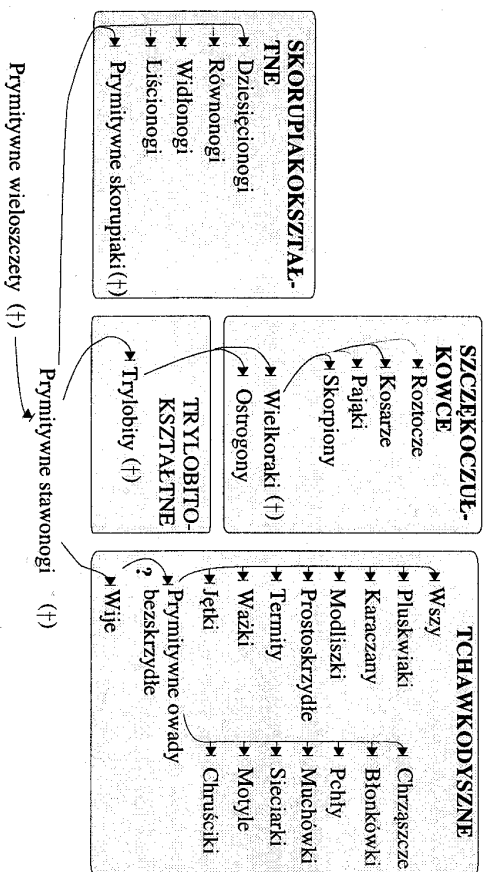 SKORUPIAKOKSZTAŁ-
TNE
Dziesięcionogi
Równonogi
Widłonogi
Liścionogi
Prymitywne skorupiaki (†)
SZCZĘKOCZUŁ-
KOWCE
Roztocze
Kosarze
Pająki
Skorpiony
Wielkoraki (†)
Ostrogony
TRYLOBITO-
KSZTAŁTNE
Trylobity (†)
TCHAWKODYSZNE
Wszy
Pluskwiaki
Karaczany
Modliszki
Prostoskrzydłe
Termity
Ważki
Jętki
Chrząszcze
Błonkówki
Pchły
Muchówki
Sieciarki
Motyle
Chruściki
Prymitywne owady
? bezskrzydłe
Wije
Prymitywne stawonogi (†)
Prymitywne wieloszczety (†)